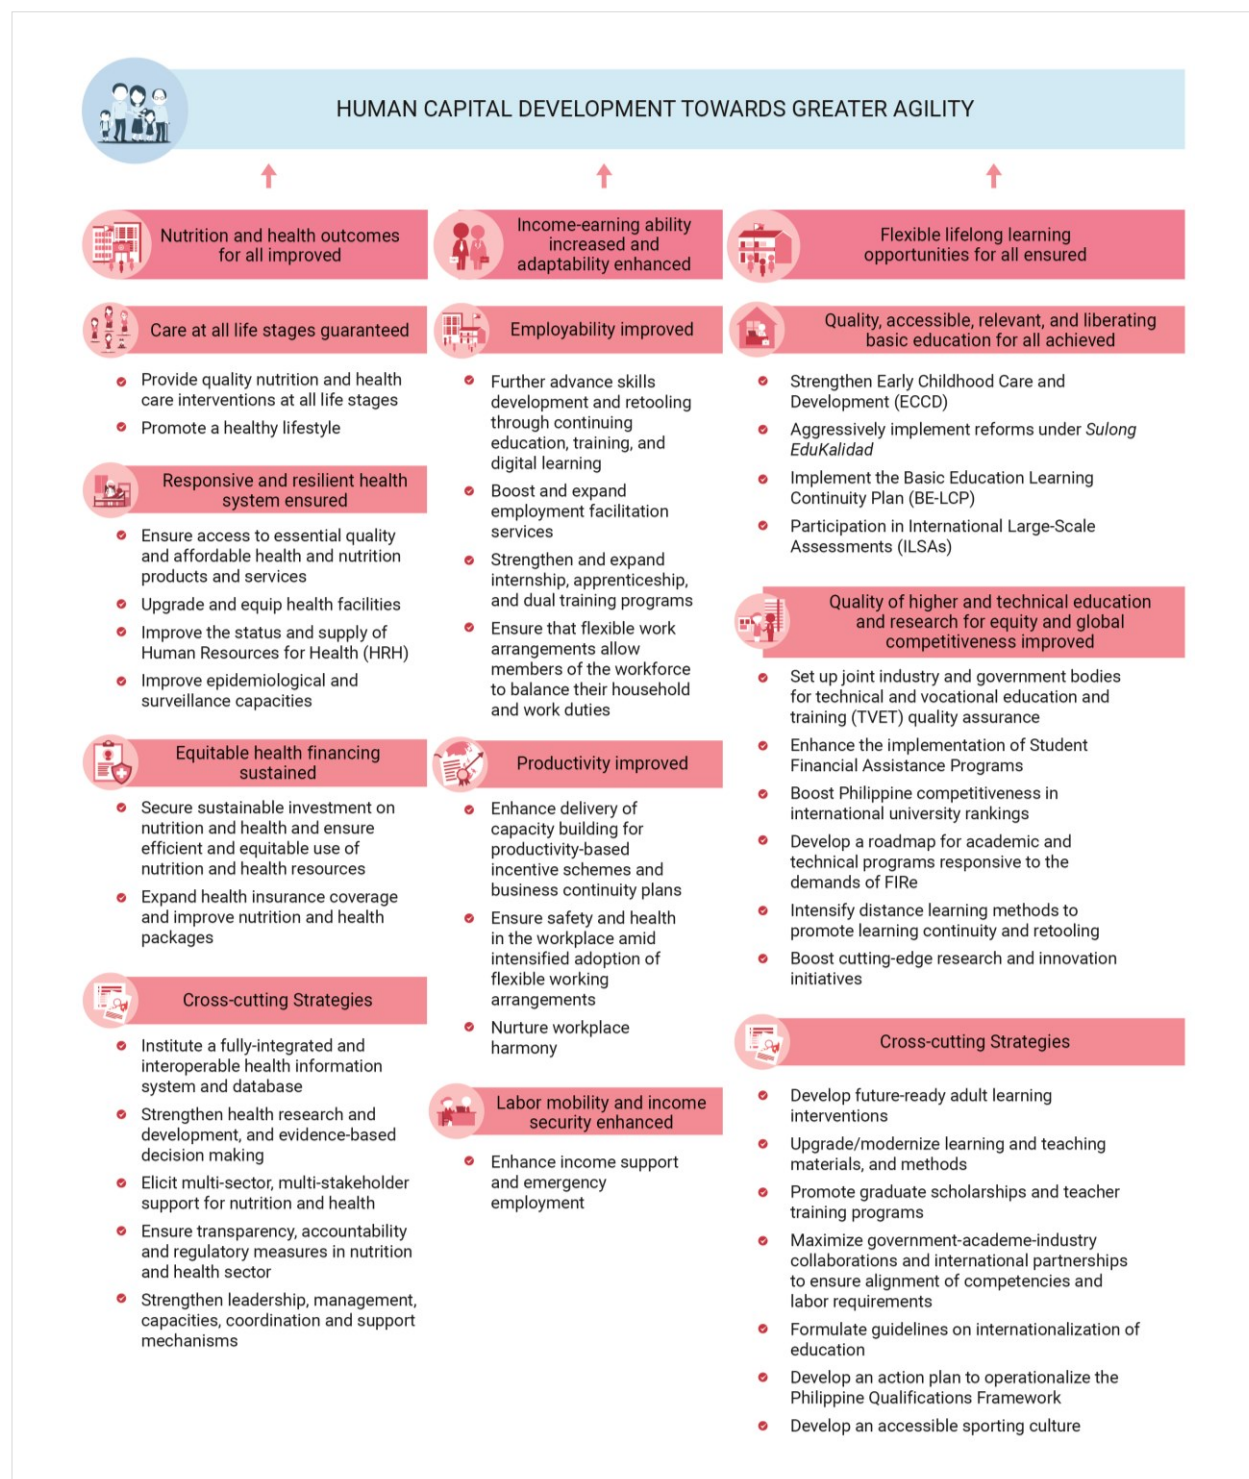 HUMAN CAPITAL DEVELOPMENT TOWARDS GREATER AGILITY
Nutrition and health outcomes
for all improved
Care at all life stages guaranteed
Provide quality nutrition and health
care interventions at all life stages
Promote a healthy lifestyle
Responsive and resilient health
system ensured
Ensure access to essential quality
and affordable health and nutrition
products and services
Upgrade and equip health facilities
Improve the status and supply of
Human Resources for Health (HRH)
Improve epidemiological and
surveillance capacities
Equitable health financing
sustained
Secure sustainable investment on
nutrition and health and ensure
efficient and equitable use of
nutrition and health resources
Expand health insurance coverage
and improve nutrition and health
packages
Cross-cutting Strategies
Institute a fully-integrated and
interoperable health information
system and database
Strengthen health research and
development, and evidence-based
decision making
Elicit multi-sector, multi-stakeholder
support for nutrition and health
Ensure transparency, accountability
and regulatory measures in nutrition
and health sector
Strengthen leadership, management,
capacities, coordination and support
mechanisms
Income-earning ability
increased and
adaptability enhanced
Employability improved
Further advance skills
development and retooling
through continuing
education, training, and
digital learning
Boost and expand
employment facilitation
services
Strengthen and expand
internship, apprenticeship,
and dual training programs
Ensure that flexible work
arrangements allow
members of the workforce
to balance their household
and work duties
Productivity improved
Enhance delivery of
capacity building for
productivity-based
incentive schemes and
business continuity plans
Ensure safety and health
in the workplace amid
intensified adoption of
flexible working
arrangements
Nurture workplace
harmony
Labor mobility and income
security enhanced
Enhance income support
and emergency
employment
Flexible lifelong learning
opportunities for all ensured
Quality, accessible, relevant, and liberating
basic education for all achieved
Strengthen Early Childhood Care and
Development (ECCD)
Aggressively implement reforms under Sulong
EduKalidad
Implement the Basic Education Learning
Continuity Plan (BE-LCP)
Participation in International Large-Scale
Assessments (ILSAs)
Quality of higher and technical education
and research for equity and global
competitiveness improved
Set up joint industry and government bodies
for technical and vocational education and
training (TVET) quality assurance
Enhance the implementation of Student
Financial Assistance Programs
Boost Philippine competitiveness in
international university rankings
Develop a roadmap for academic and
technical programs responsive to the
demands of FIRe
Intensify distance learning methods to
promote learning continuity and retooling
Boost cutting-edge research and innovation
initiatives
Cross-cutting Strategies
Develop future-ready adult learning
interventions
Upgrade/modernize learning and teaching
materials, and methods
Promote graduate scholarships and teacher
training programs
Maximize government-academe-industry
collaborations and international partnerships
to ensure alignment of competencies and
labor requirements
Formulate guidelines on internationalization of
education
Develop an action plan to operationalize the
Philippine Qualifications Framework
Develop an accessible sporting culture